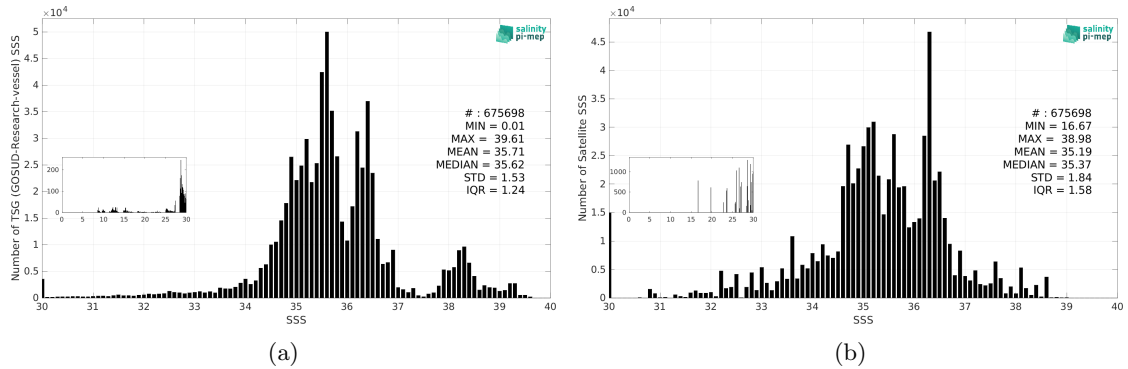 ×10^4
salinity
pi-mep
Number of TSG (GOSUD-Research-vessel) SSS
5
4.5
4
3.5
3
2.5
2
1.5
1
0.5
0
# : 675698
MIN = 0.01
MAX = 39.61
MEAN = 35.71
MEDIAN = 35.62
STD = 1.53
IQR = 1.24
200
100
0
0 5 10 15 20 25 30
30 31 32 33 34 35 36 37 38 39 40
SSS
(a)
×10^4
salinity
pi-mep
Number of Satellite SSS
4.5
4
3.5
3
2.5
2
1.5
1
0.5
0
# : 675698
MIN = 16.67
MAX = 38.98
MEAN = 35.19
MEDIAN = 35.37
STD = 1.84
IQR = 1.58
1000
500
0
0 5 10 15 20 25 30
30 31 32 33 34 35 36 37 38 39 40
SSS
(b)